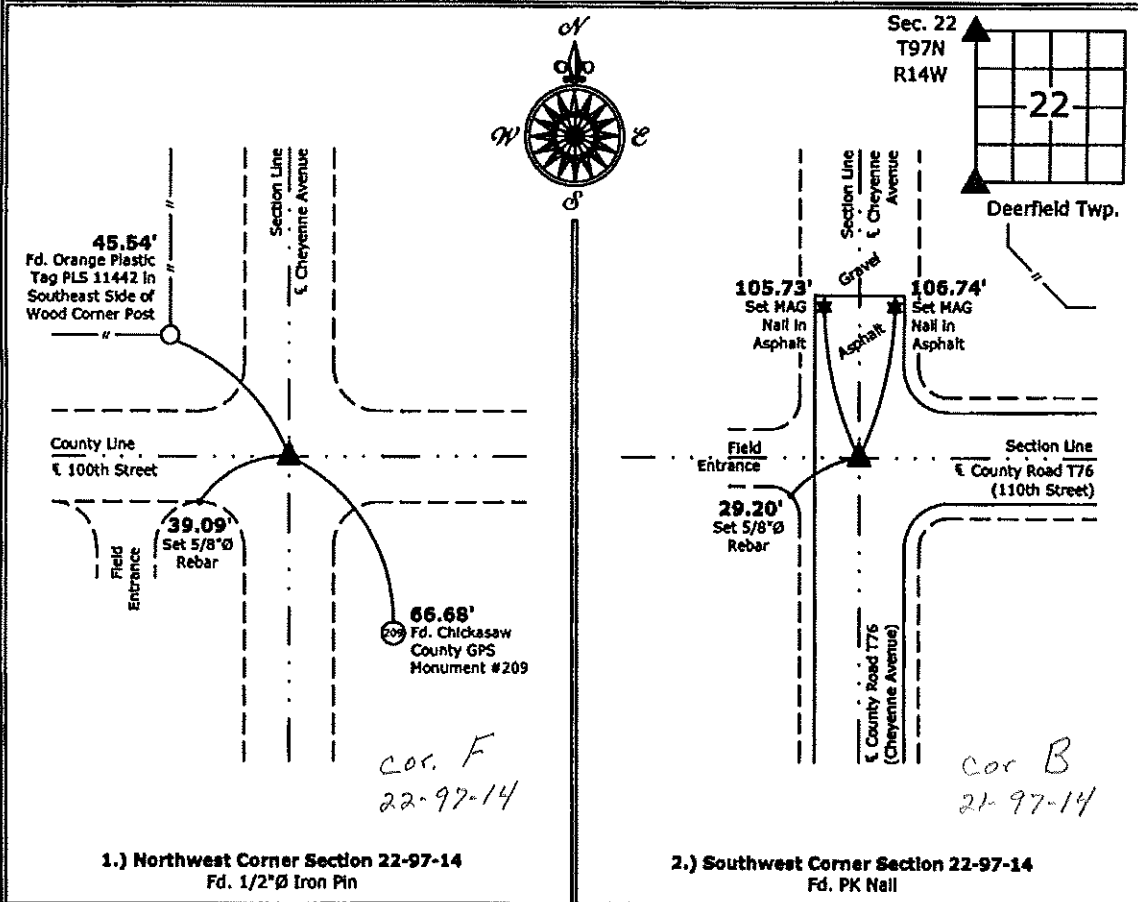 N
W
E
S
Sec. 22
T97N
R14W
22
Deerfield Twp.
45.54'
Fd. Orange Plastic
Tag PLS 11442 in
Southeast Side of
Wood Corner Post
Section Line
℄ Cheyenne Avenue
County Line
℄ 100th Street
39.09'
Set 5/8"Ø
Rebar
Field
Entrance
209
66.68'
Fd. Chickasaw
County GPS
Monument #209
cor. F
22-97-14
1.) Northwest Corner Section 22-97-14
Fd. 1/2"Ø Iron Pin
Section Line
℄ Cheyenne
Avenue
Gravel
Asphalt
105.73'
Set MAG
Nail in
Asphalt
106.74'
Set MAG
Nail in
Asphalt
Field
Entrance
Section Line
℄ County Road T76
(110th Street)
29.20'
Set 5/8"Ø
Rebar
℄ County Road T76
(Cheyenne Avenue)
cor B
21-97-14
2.) Southwest Corner Section 22-97-14
Fd. PK Nail